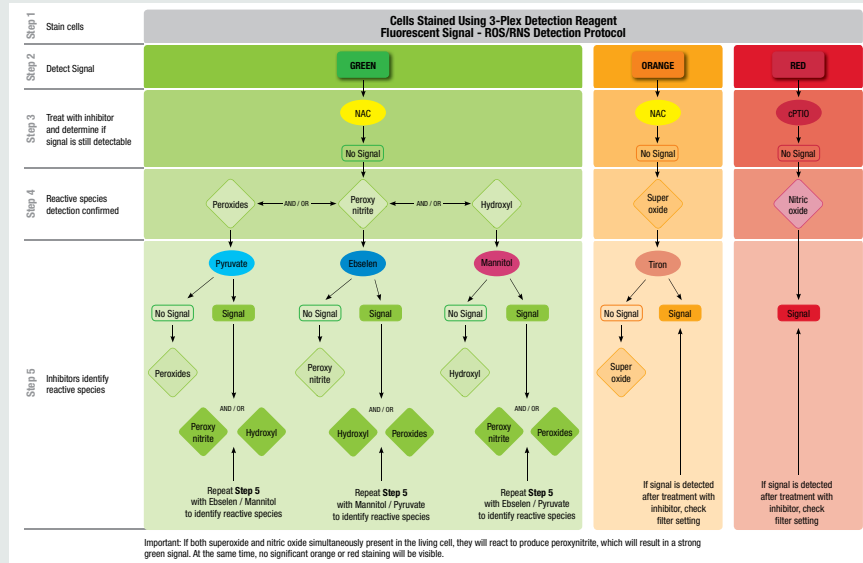 Step 1
Stain cells
Cells Stained Using 3-Plex Detection Reagent
Fluorescent Signal - ROS/RNS Detection Protocol
Step 2
Detect Signal
GREEN
ORANGE
RED
Step 3
Treat with inhibitor
and determine if
signal is still detectable
NAC
NAC
cPTIO
No Signal
No Signal
No Signal
Step 4
Reactive species
detection confirmed
Peroxides
AND / OR
Peroxy
nitrite
AND / OR
Hydroxyl
Super
oxide
Nitric
oxide
Step 5
Inhibitors identify
reactive species
Pyruvate
Ebselen
Mannitol
Tiron
No Signal
Signal
No Signal
Signal
No Signal
Signal
No Signal
Signal
Signal
Peroxides
Peroxy
nitrite
Hydroxyl
Super
oxide
AND / OR
Peroxy
nitrite
Hydroxyl
AND / OR
Hydroxyl
Peroxides
AND / OR
Peroxy
nitrite
Peroxides
Repeat Step 5
with Ebselen / Mannitol
to identify reactive species
Repeat Step 5
with Mannitol / Pyruvate
to identify reactive species
Repeat Step 5
with Ebselen / Pyruvate
to identify reactive species
If signal is detected
after treatment with
inhibitor, check
filter setting
If signal is detected
after treatment with
inhibitor, check
filter setting
Important: If both superoxide and nitric oxide simultaneously present in the living cell, they will react to produce peroxynitrite, which will result in a strong
green signal. At the same time, no significant orange or red staining will be visible.